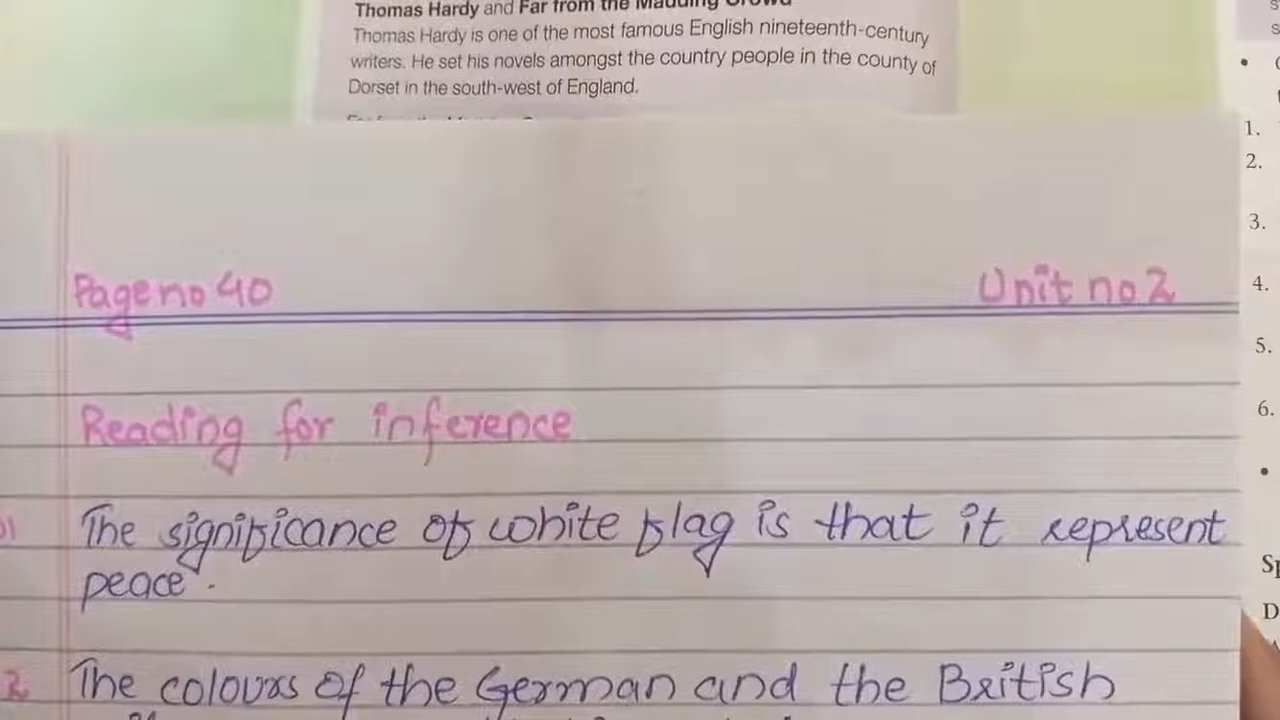 Thomas Hardy and Far from the Madding Crowd
Thomas Hardy is one of the most famous English nineteenth-century
writers. He set his novels amongst the country people in the county of
Dorset in the south-west of England.
Page no 40
Unit no 2
Reading for inference
The significance of white flag is that it represent
peace.
2 The colours of the German and the British
1.
2.
3.
4.
5.
6.